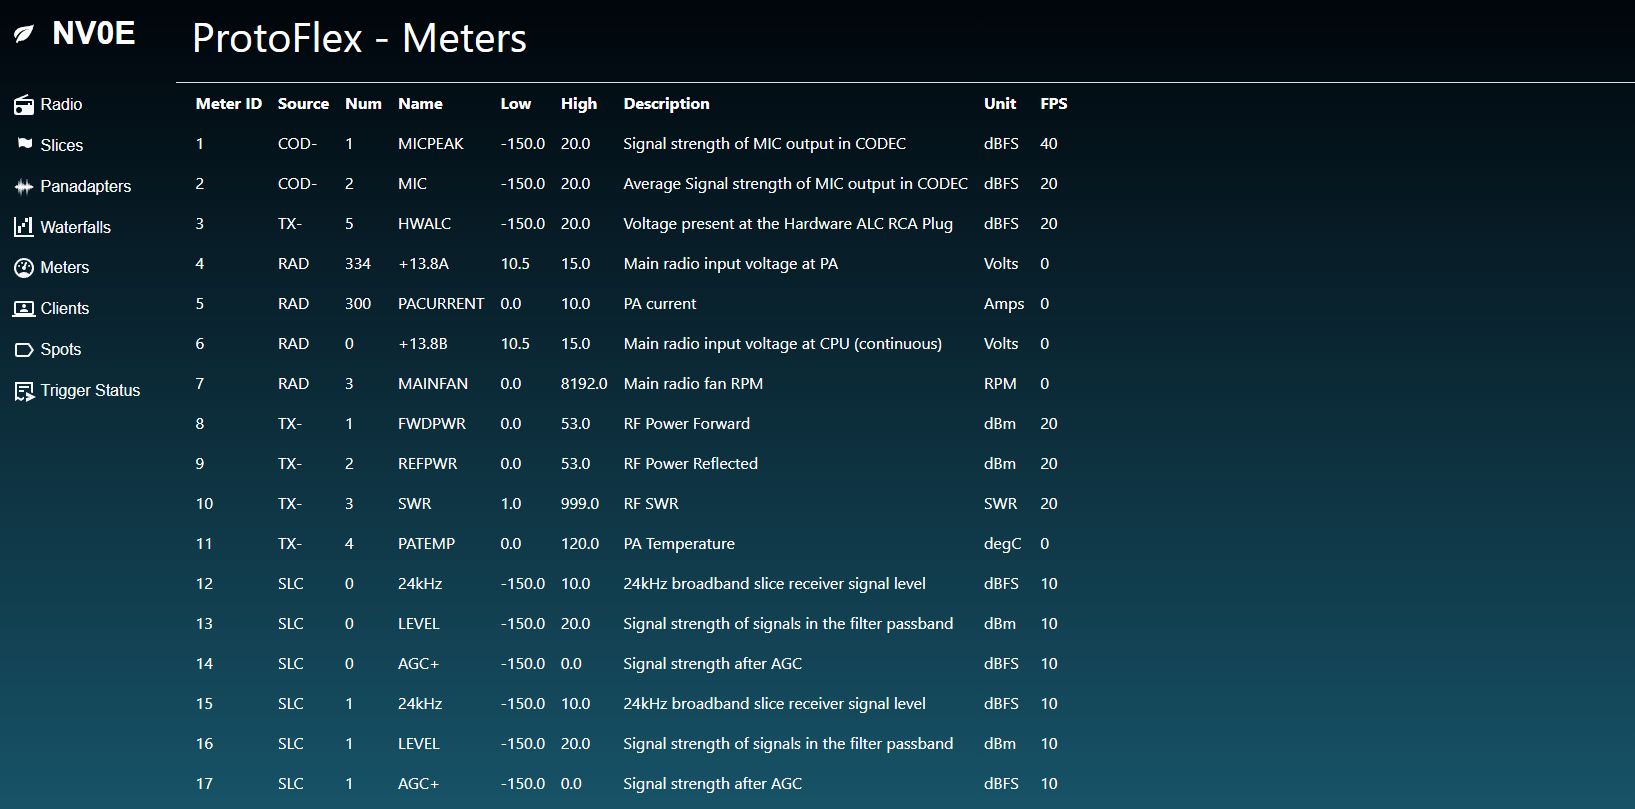 NV0E
ProtoFlex - Meters
Radio
Slices
Panadapters
Waterfalls
Meters
Clients
Spots
Trigger Status
Meter ID Source Num Name Low High Description Unit FPS
1 COD- 1 MICPEAK -150.0 20.0 Signal strength of MIC output in CODEC dBFS 40
2 COD- 2 MIC -150.0 20.0 Average Signal strength of MIC output in CODEC dBFS 20
3 TX- 5 HWALC -150.0 20.0 Voltage present at the Hardware ALC RCA Plug dBFS 20
4 RAD 334 +13.8A 10.5 15.0 Main radio input voltage at PA Volts 0
5 RAD 300 PACURRENT 0.0 10.0 PA current Amps 0
6 RAD 0 +13.8B 10.5 15.0 Main radio input voltage at CPU (continuous) Volts 0
7 RAD 3 MAINFAN 0.0 8192.0 Main radio fan RPM RPM 0
8 TX- 1 FWDPWR 0.0 53.0 RF Power Forward dBm 20
9 TX- 2 REFPWR 0.0 53.0 RF Power Reflected dBm 20
10 TX- 3 SWR 1.0 999.0 RF SWR SWR 20
11 TX- 4 PATEMP 0.0 120.0 PA Temperature degC 0
12 SLC 0 24kHz -150.0 10.0 24kHz broadband slice receiver signal level dBFS 10
13 SLC 0 LEVEL -150.0 20.0 Signal strength of signals in the filter passband dBm 10
14 SLC 0 AGC+ -150.0 0.0 Signal strength after AGC dBFS 10
15 SLC 1 24kHz -150.0 10.0 24kHz broadband slice receiver signal level dBFS 10
16 SLC 1 LEVEL -150.0 20.0 Signal strength of signals in the filter passband dBm 10
17 SLC 1 AGC+ -150.0 0.0 Signal strength after AGC dBFS 10